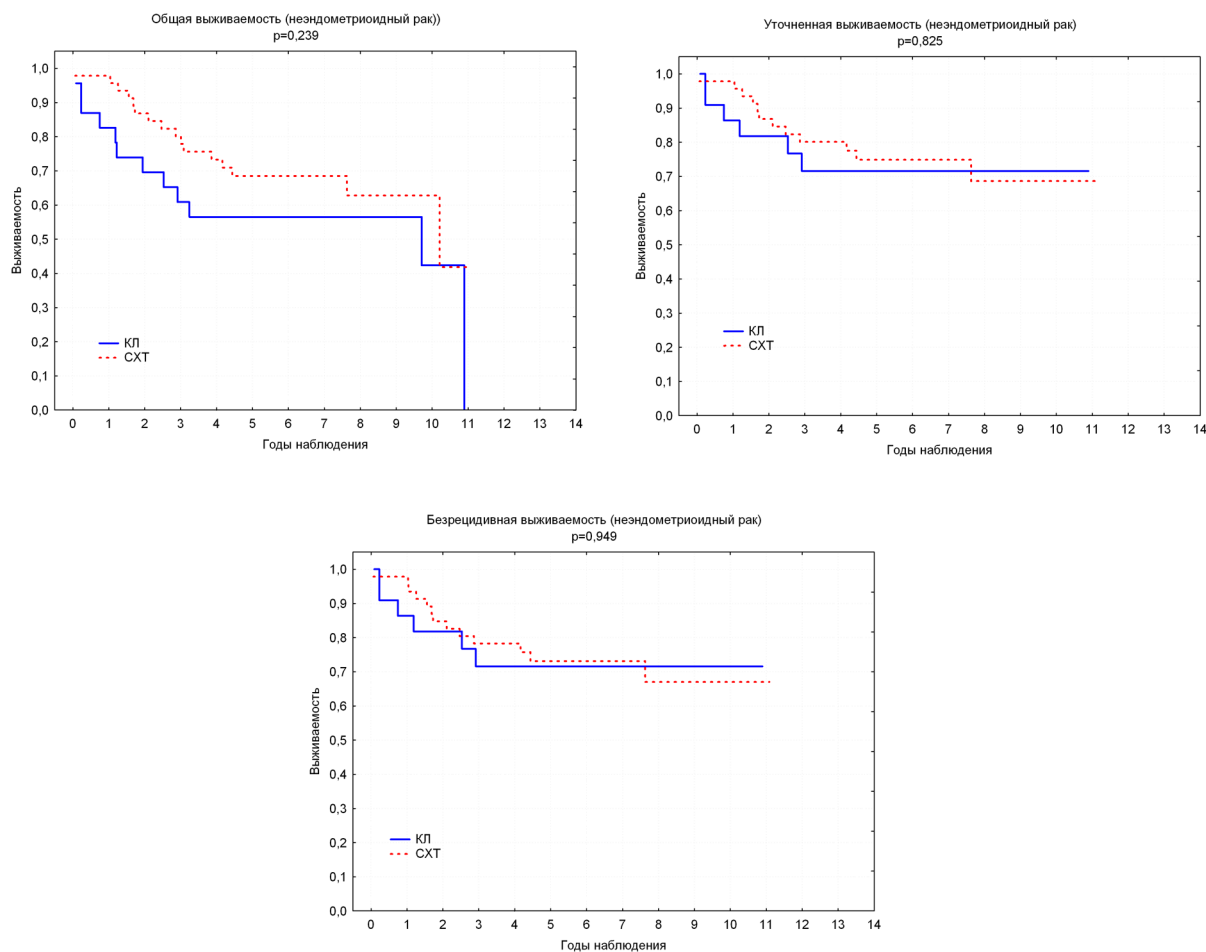 Общая выживаемость (неэндометриоидный рак))
p=0,239
Выживаемость
1,0
0,9
0,8
0,7
0,6
0,5
0,4
0,3
0,2
0,1
0,0
КЛ
СХТ
0 1 2 3 4 5 6 7 8 9 10 11 12 13 14
Годы наблюдения
Уточненная выживаемость (неэндометриоидный рак)
p=0,825
Выживаемость
1,0
0,9
0,8
0,7
0,6
0,5
0,4
0,3
0,2
0,1
0,0
КЛ
СХТ
0 1 2 3 4 5 6 7 8 9 10 11 12 13 14
Годы наблюдения
Безрецидивная выживаемость (неэндометриоидный рак)
p=0,949
Выживаемость
1,0
0,9
0,8
0,7
0,6
0,5
0,4
0,3
0,2
0,1
0,0
КЛ
СХТ
0 1 2 3 4 5 6 7 8 9 10 11 12 13 14
Годы наблюдения